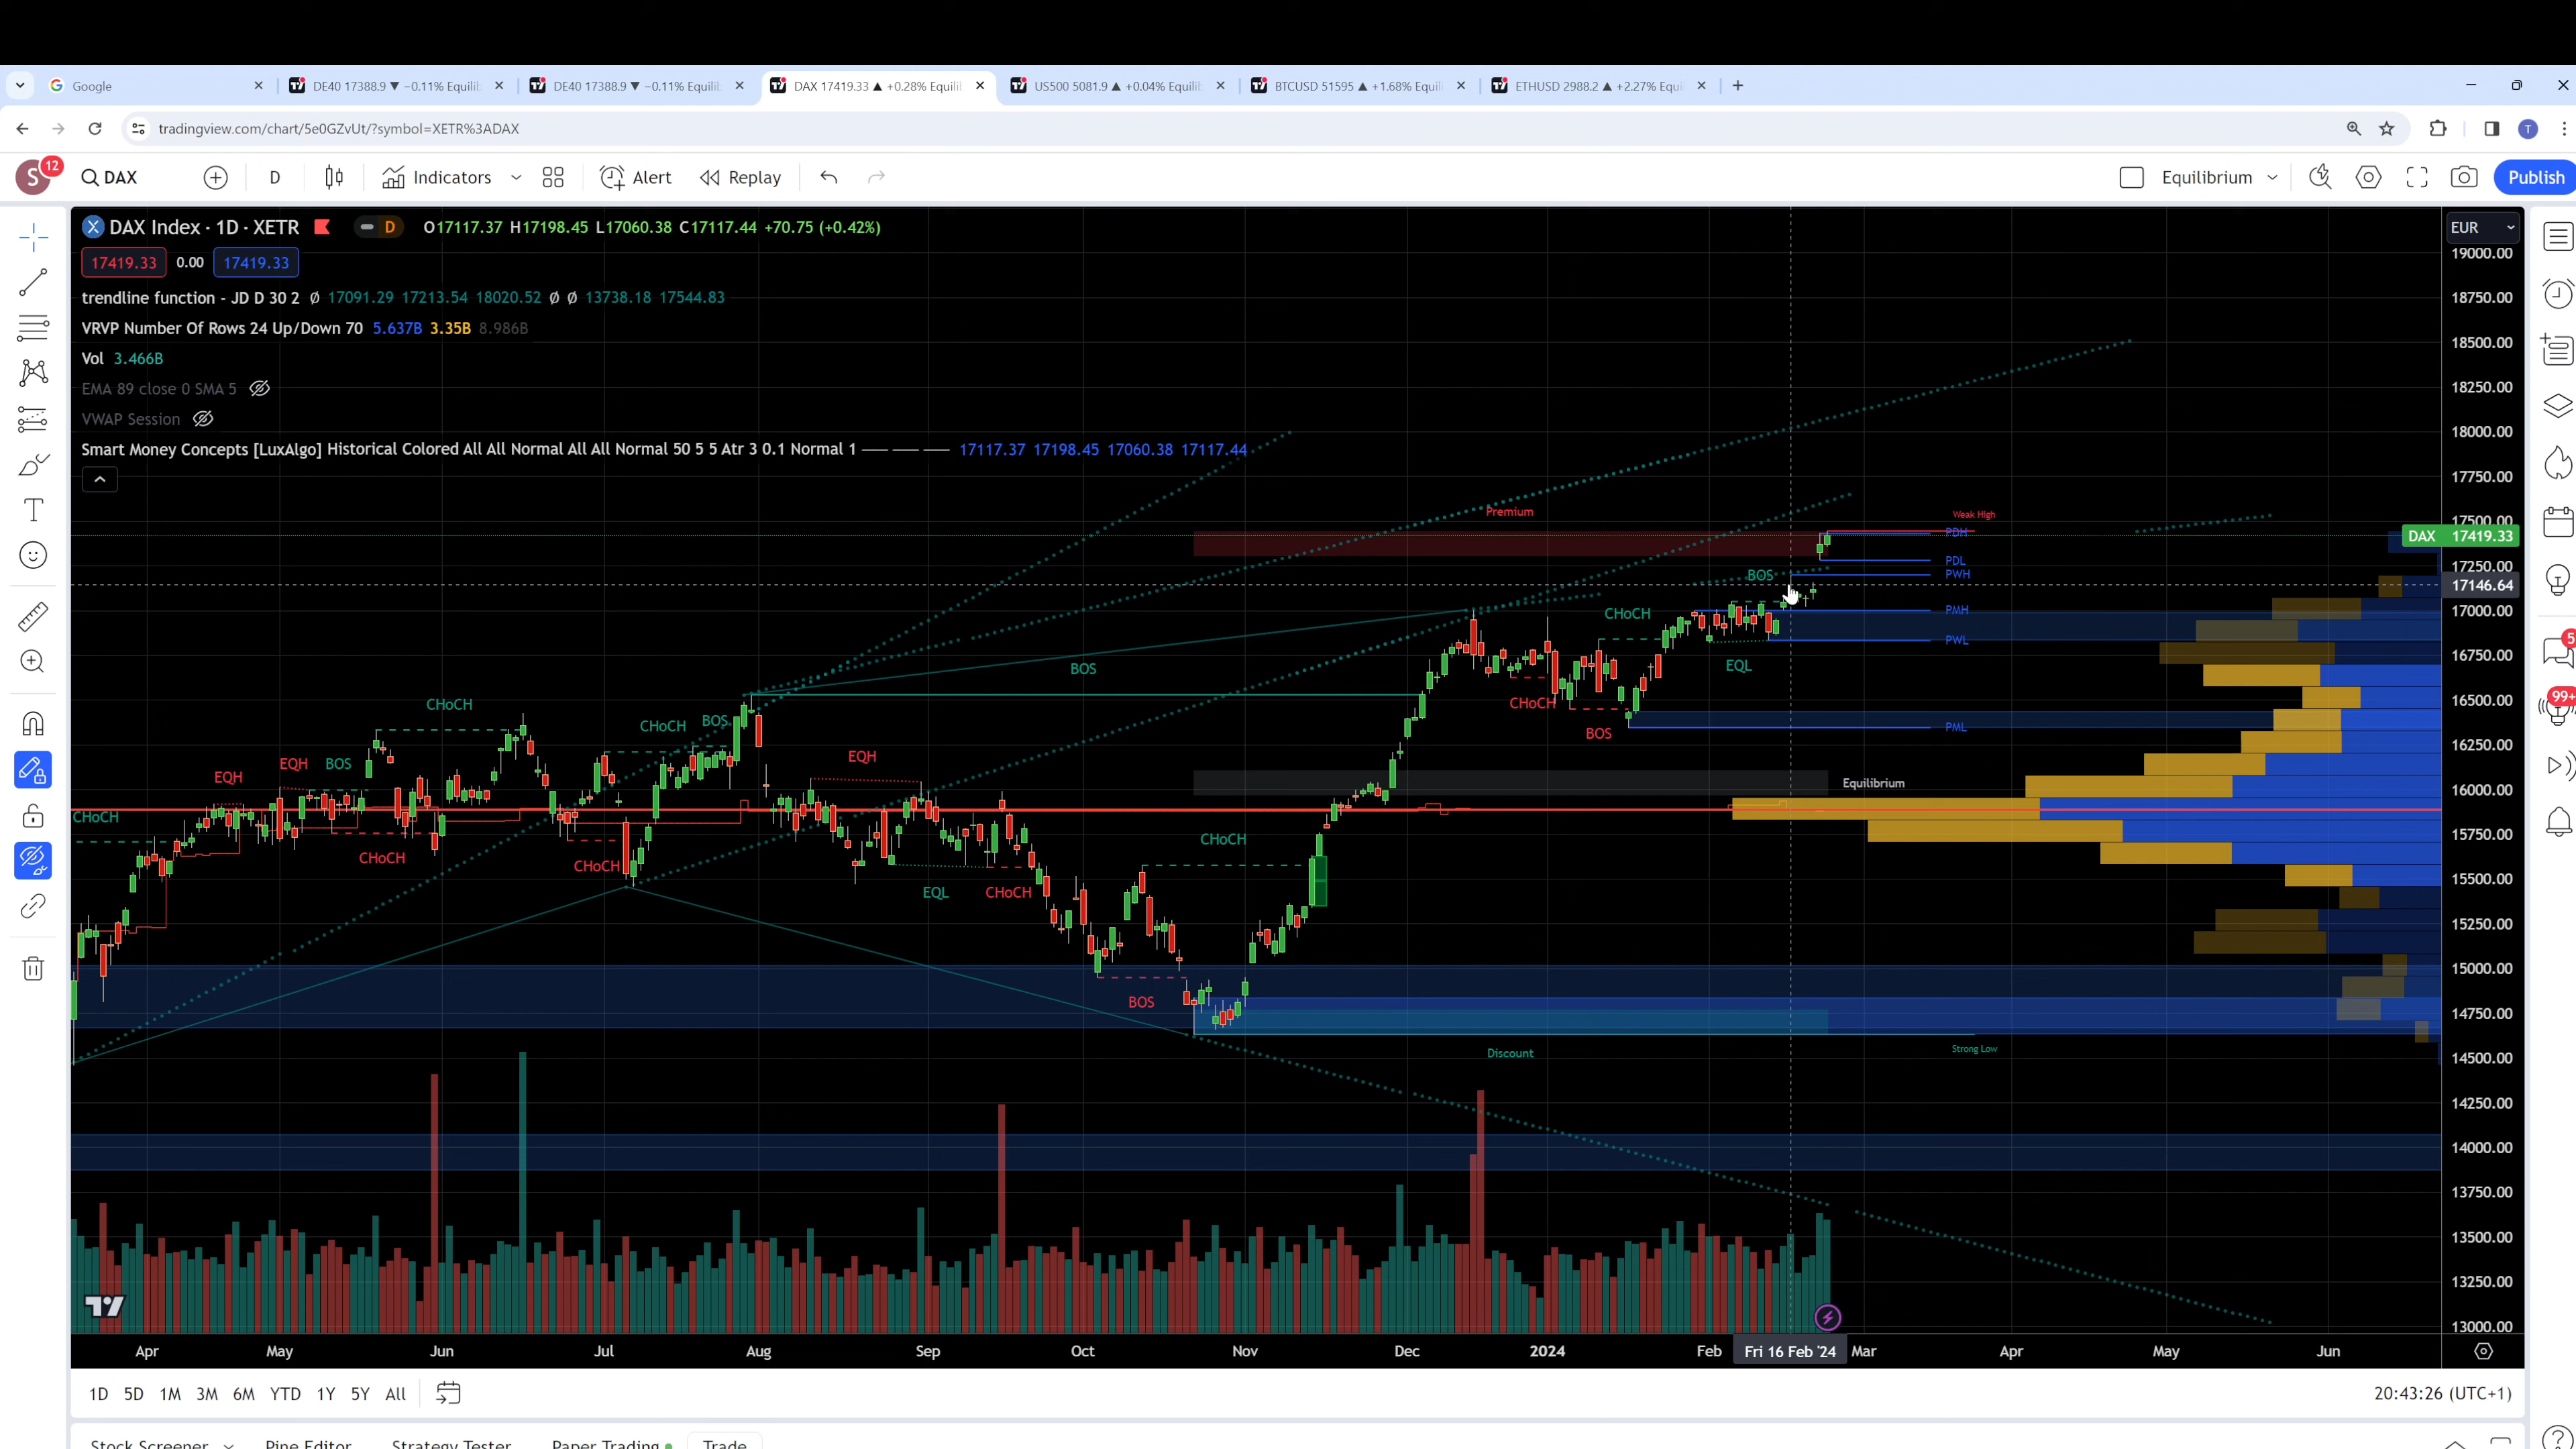 Google
DE40 17388.9 ▼ −0.11% Equilib
DE40 17388.9 ▼ −0.11% Equilib
DAX 17419.33 ▲ +0.28% Equili
US500 5081.9 ▲ +0.04% Equilib
BTCUSD 51595 ▲ +1.68% Equil
ETHUSD 2988.2 ▲ +2.27% Equ
tradingview.com/chart/5e0GZvUt/?symbol=XETR%3ADAX
T
S 12
DAX
D
Indicators
Alert
Replay
Equilibrium
Publish
DAX Index · 1D · XETR D O17117.37 H17198.45 L17060.38 C17117.44 +70.75 (+0.42%)
17419.33 0.00 17419.33
trendline function - JD D 30 2 Ø 17091.29 17213.54 18020.52 Ø Ø 13738.18 17544.83
VRVP Number Of Rows 24 Up/Down 70 5.637B 3.35B 8.986B
Vol 3.466B
EMA 89 close 0 SMA 5
VWAP Session
Smart Money Concepts [LuxAlgo] Historical Colored All All Normal All All Normal 50 5 5 Atr 3 0.1 Normal 1 17117.37 17198.45 17060.38 17117.44
EUR
19000.00
18750.00
18500.00
18250.00
18000.00
17750.00
17500.00
DAX 17419.33
17250.00
17146.64
17000.00
16750.00
16500.00
16250.00
16000.00
15750.00
15500.00
15250.00
15000.00
14750.00
14500.00
14250.00
14000.00
13750.00
13500.00
13250.00
13000.00
Premium
Weak High
PDH
PDL
PWH
BOS
PMH
CHoCH
PWL
EQL
BOS
CHoCH
CHoCH
BOS
CHoCH
BOS
PML
EQH
EQH
EQH
BOS
Equilibrium
CHoCH
CHoCH
CHoCH
CHoCH
EQL
CHoCH
BOS
Discount
Strong Low
5
99+
Apr
May
Jun
Jul
Aug
Sep
Oct
Nov
Dec
2024
Feb
Fri 16 Feb '24
Mar
Apr
May
Jun
1D 5D 1M 3M 6M YTD 1Y 5Y All
20:43:26 (UTC+1)
Stock Screener
Pine Editor
Strategy Tester
Paper Trading
Trade